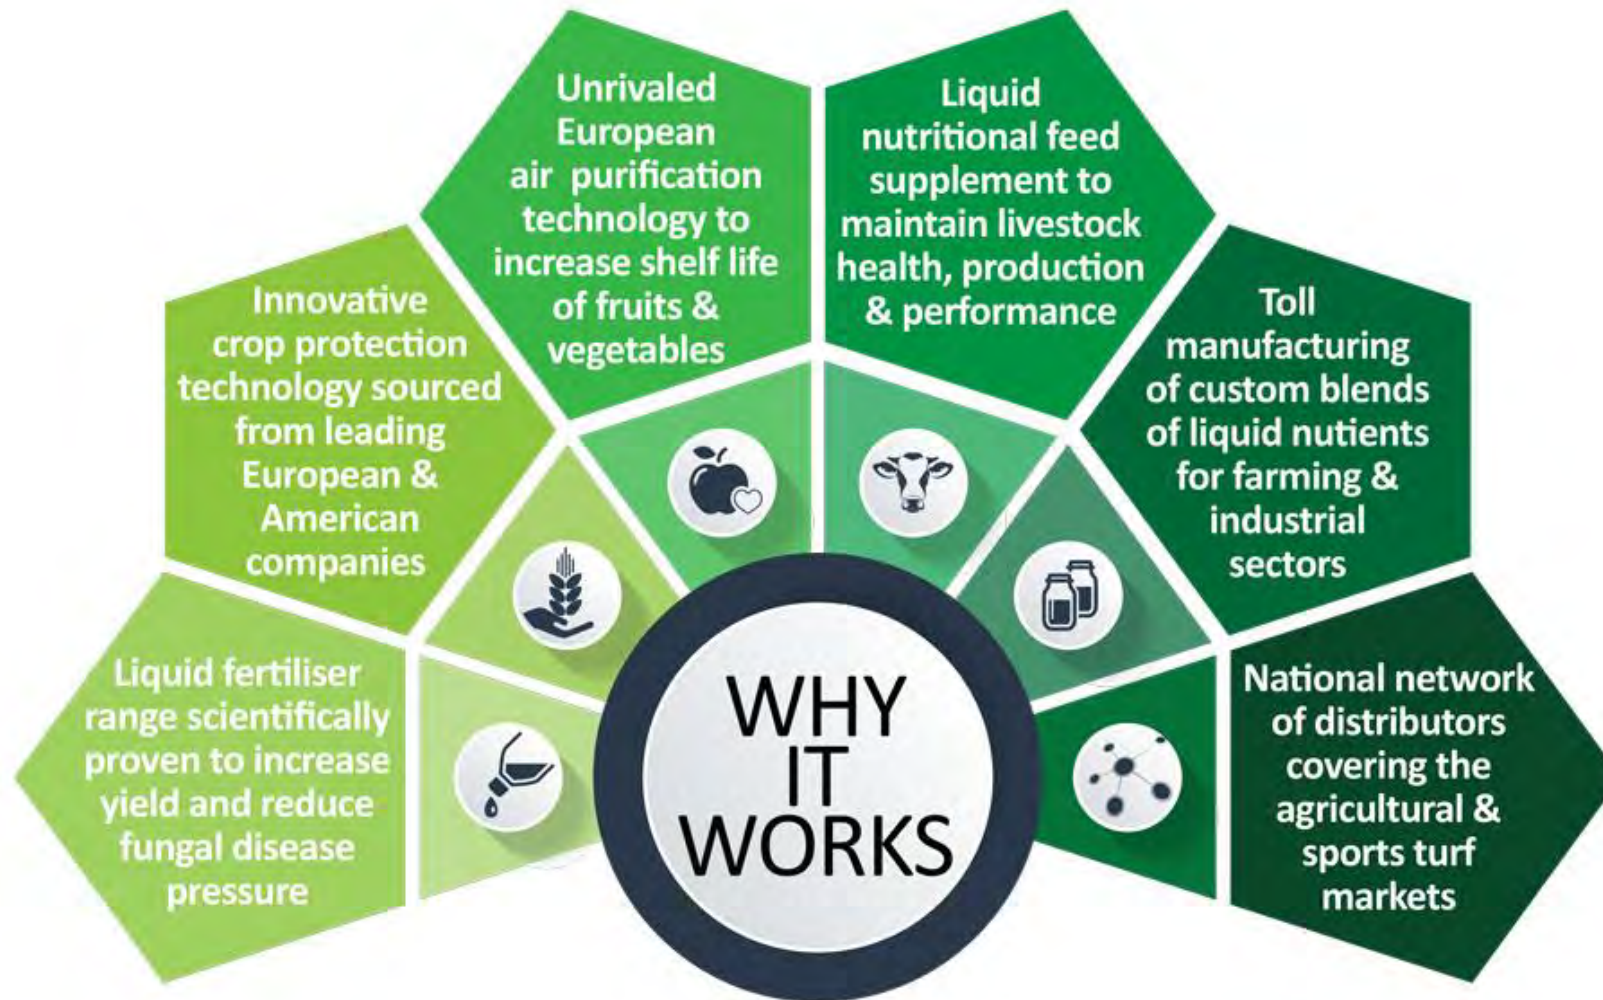 Unrivaled
European
air purification
technology to
increase shelf life
of fruits &
vegetables
Liquid
nutritional feed
supplement to
maintain livestock
health, production
& performance
Innovative
crop protection
technology sourced
from leading
European &
American
companies
Toll
manufacturing
of custom blends
of liquid nutients
for farming &
industrial
sectors
Liquid fertiliser
range scientifically
proven to increase
yield and reduce
fungal disease
pressure
WHY
IT
WORKS
National network
of distributors
covering the
agricultural &
sports turf
markets